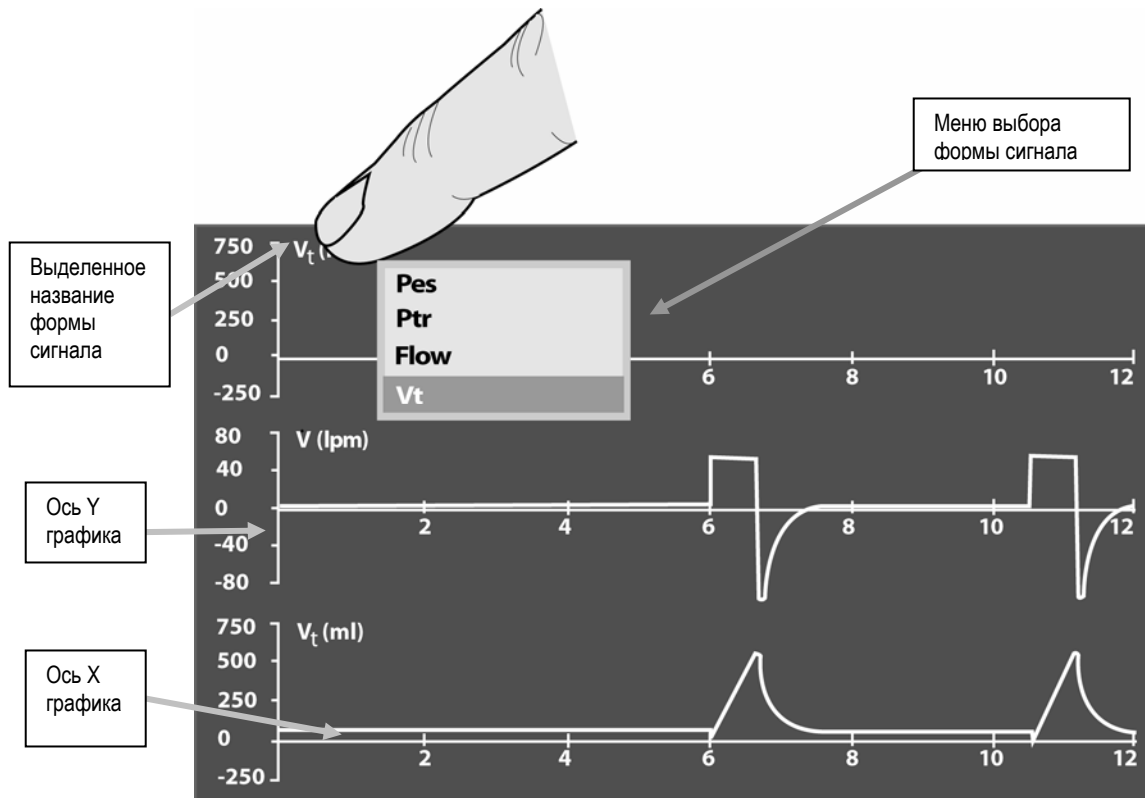 Меню выбора
формы сигнала
Выделенное
название
формы
сигнала
750 Vt (
500
250
0
-250
6 8 10 12
Pes
Ptr
Flow
Vt
Ось Y
графика
80 V (lpm)
40
0
-40
-80
2 4 6 8 10 12
Ось X
графика
750 Vt (ml)
500
250
0
-250
2 4 6 8 10 12